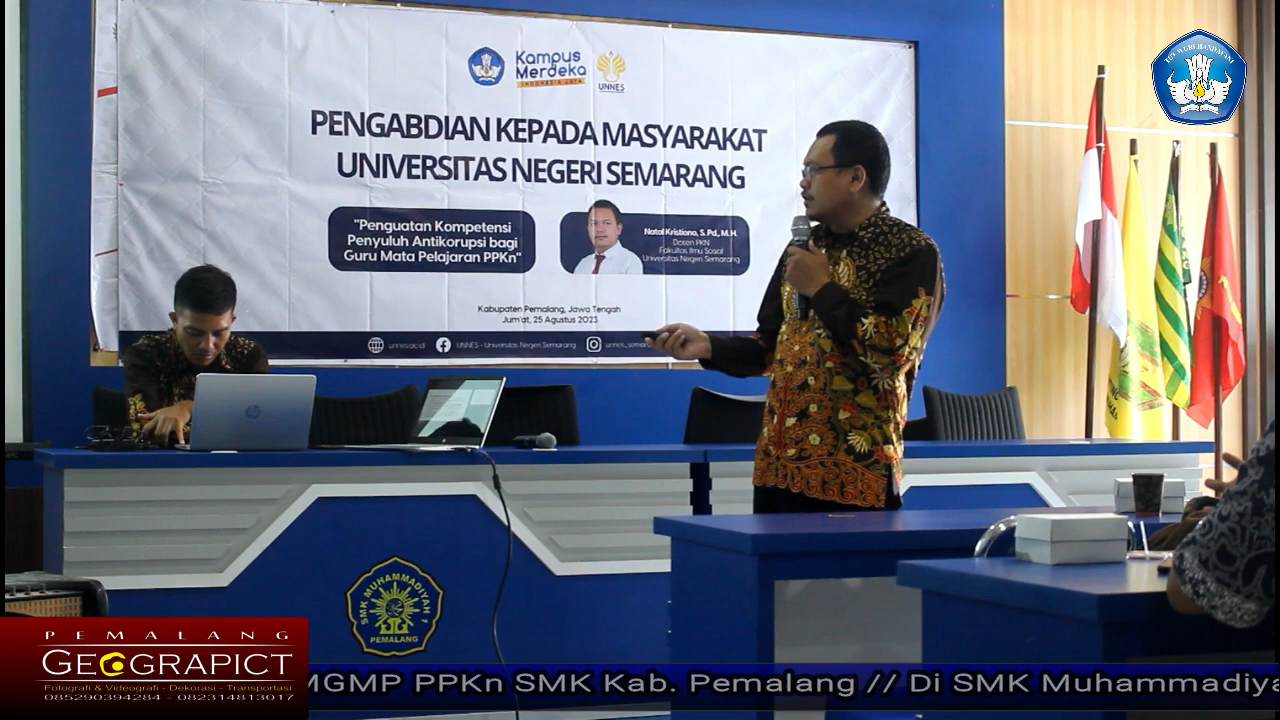 TUT WURI HANDAYANI
Kampus
Merdeka
INDONESIA JAYA
UNNES
PENGABDIAN KEPADA MASYARAKAT
UNIVERSITAS NEGERI SEMARANG
"Penguatan Kompetensi
Penyuluh Antikorupsi bagi
Guru Mata Pelajaran PPKn"
Natal Kristiono, S. Pd., M. H.
Dosen PKN
Fakultas Ilmu Sosial
Universitas Negeri Semarang
Kabupaten Pemalang, Jawa Tengah
Jum'at, 25 Agustus 2023
unnes.ac.id
UNNES - Universitas Negeri Semarang
hp
SMK MUHAMMADIYAH 1
PEMALANG
PEMALANG
GEOGRAPICT
Fotografi & Videografi - Dekorasi - Transportasi
085290394284 - 082314813017
MGMP PPKn SMK Kab. Pemalang // Di SMK Muhammadiya